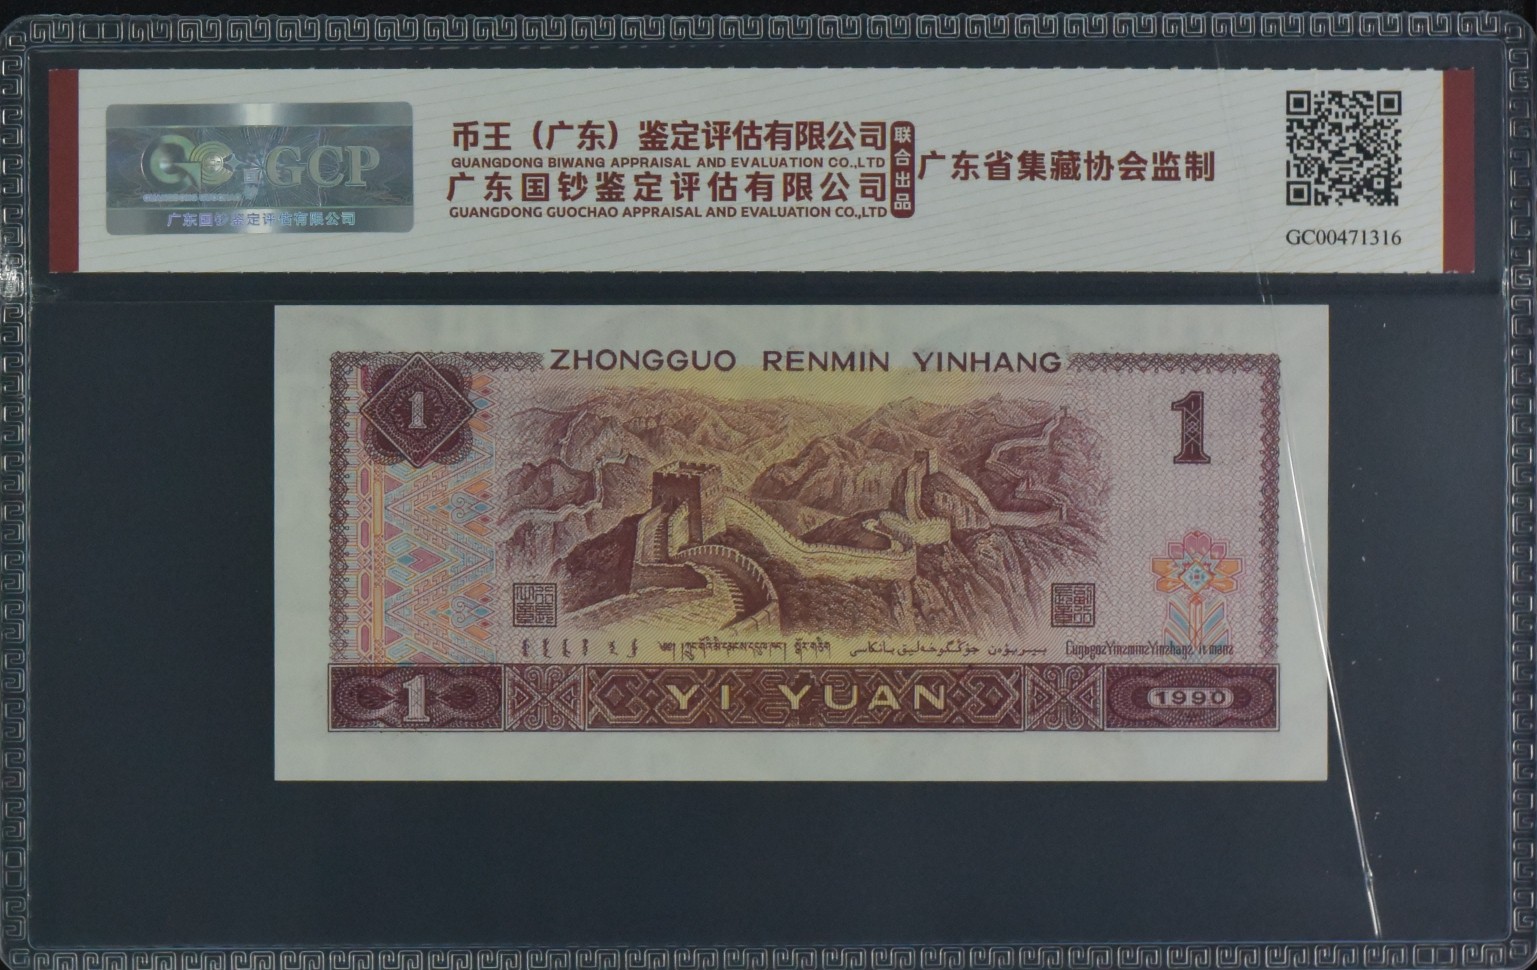 GCP
广东国钞鉴定评估有限公司
币王（广东）鉴定评估有限公司
GUANGDONG BIWANG APPRAISAL AND EVALUATION CO.,LTD
广东国钞鉴定评估有限公司
GUANGDONG GUOCHAO APPRAISAL AND EVALUATION CO.,LTD
联合出品
广东省集藏协会监制
GC00471316
ZHONGGUO RENMIN YINHANG
1
1
1
YI YUAN
1990